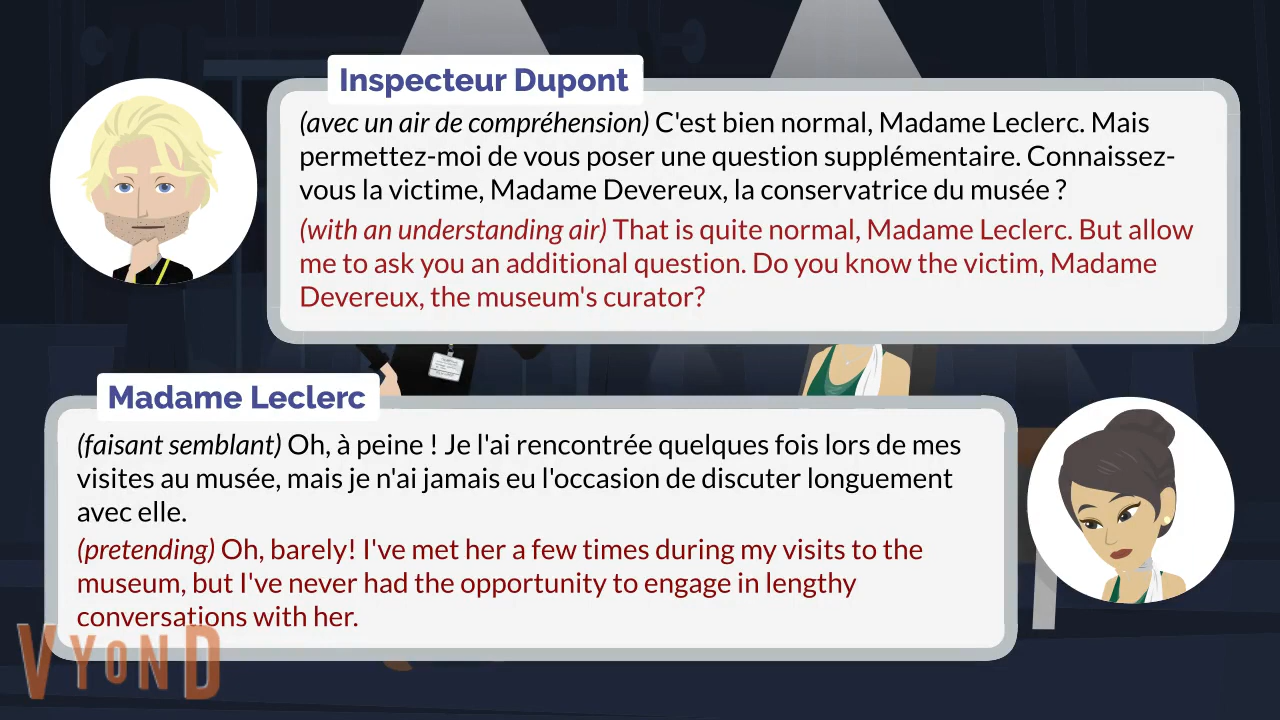 Inspecteur Dupont
(avec un air de compréhension) C'est bien normal, Madame Leclerc. Mais
permettez-moi de vous poser une question supplémentaire. Connaissez-
vous la victime, Madame Devereux, la conservatrice du musée ?
(with an understanding air) That is quite normal, Madame Leclerc. But allow
me to ask you an additional question. Do you know the victim, Madame
Devereux, the museum's curator?
Madame Leclerc
(faisant semblant) Oh, à peine ! Je l'ai rencontrée quelques fois lors de mes
visites au musée, mais je n'ai jamais eu l'occasion de discuter longuement
avec elle.
(pretending) Oh, barely! I've met her a few times during my visits to the
museum, but I've never had the opportunity to engage in lengthy
conversations with her.
VYOND